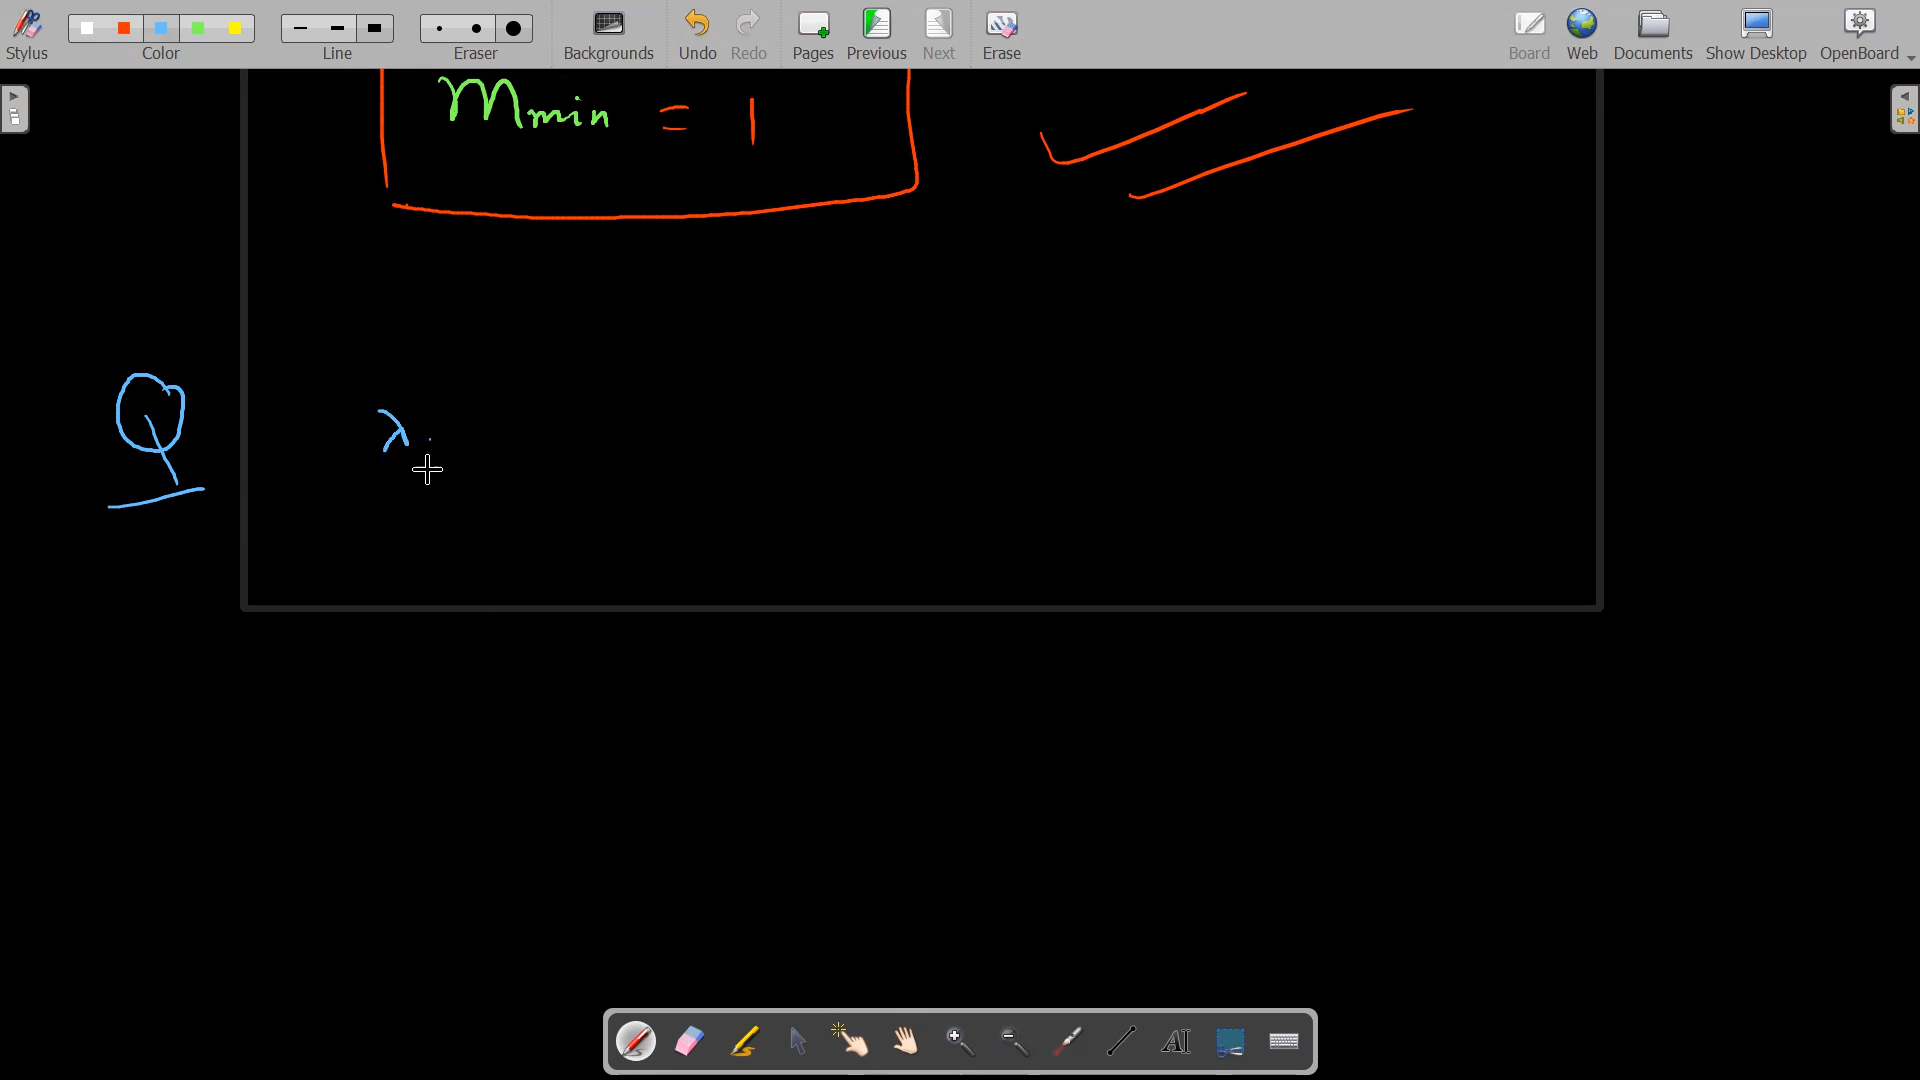 Stylus Color Line Eraser Backgrounds Undo Redo Pages Previous Next Erase Board Web Documents Show Desktop OpenBoard
Mmin = 1
Q
λ
AI